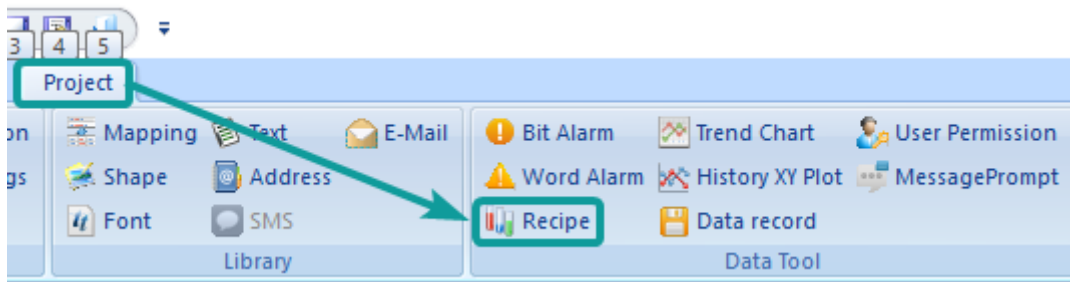 3 4 5
Project
on Mapping Text E-Mail Bit Alarm Trend Chart User Permission
gs Shape Address Word Alarm History XY Plot MessagePrompt
Font SMS Recipe Data record
Library Data Tool